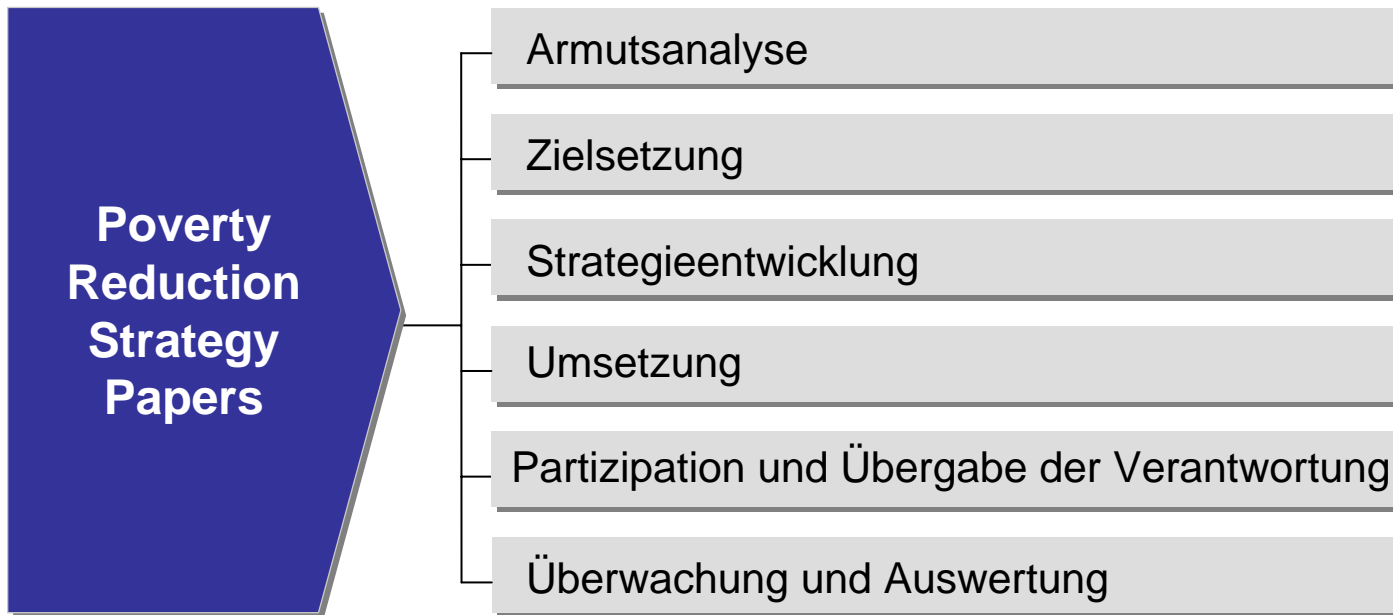 Poverty
Reduction
Strategy
Papers
Armutsanalyse
Zielsetzung
Strategieentwicklung
Umsetzung
Partizipation und Übergabe der Verantwortung
Überwachung und Auswertung